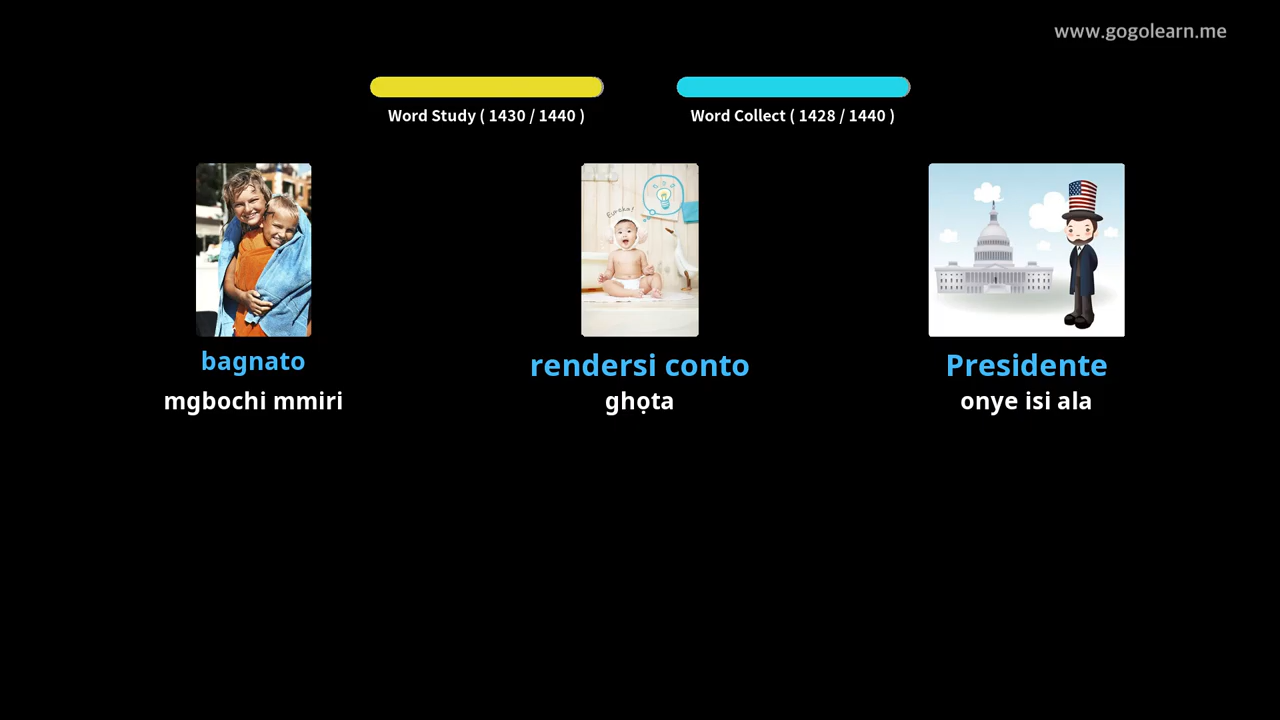 www.gogolearn.me
Word Study ( 1430 / 1440 )
Word Collect ( 1428 / 1440 )
Eureka!
bagnato
rendersi conto
Presidente
mgbochi mmiri
ghọta
onye isi ala